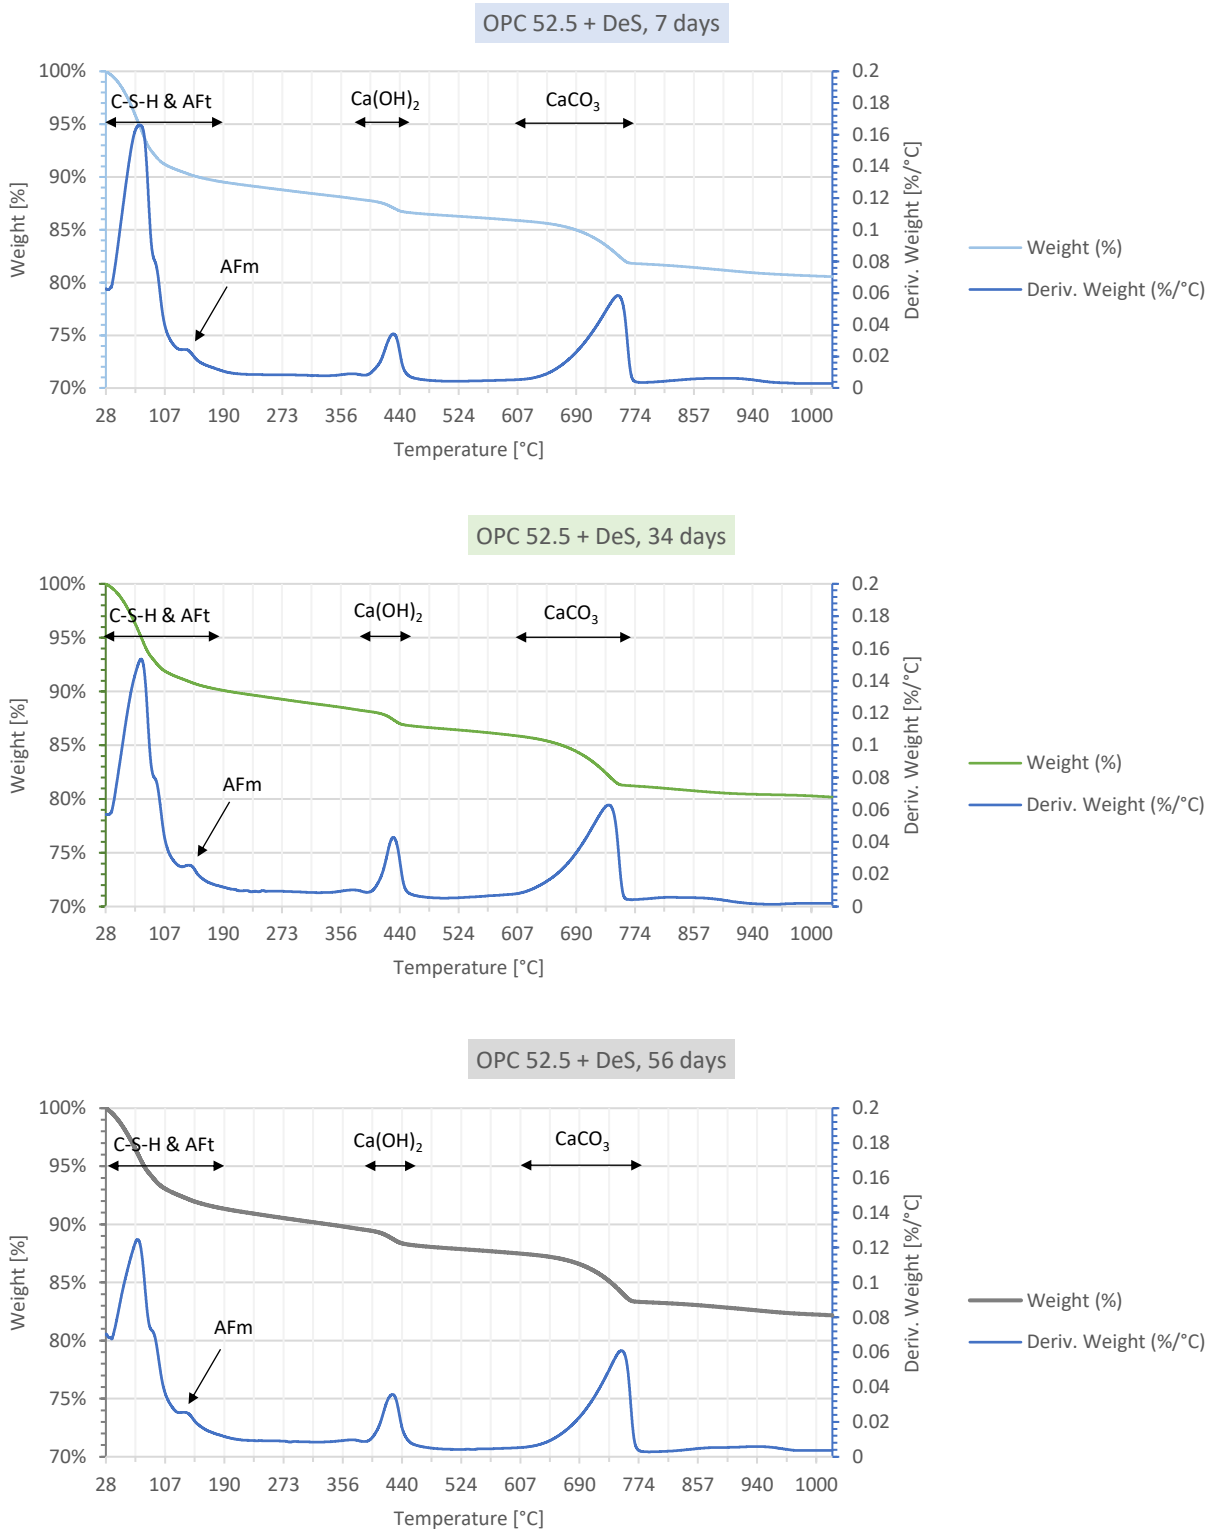 OPC 52.5 + DeS, 7 days
100%
95%
90%
85%
80%
75%
70%
Weight [%]
C-S-H & AFt
Ca(OH)₂
CaCO₃
AFm
0.2
0.18
0.16
0.14
0.12
0.1
0.08
0.06
0.04
0.02
0
Deriv. Weight [%/°C]
28 107 190 273 356 440 524 607 690 774 857 940 1000
Temperature [°C]
Weight (%)
Deriv. Weight (%/°C)
OPC 52.5 + DeS, 34 days
100%
95%
90%
85%
80%
75%
70%
Weight [%]
C-S-H & AFt
Ca(OH)₂
CaCO₃
AFm
0.2
0.18
0.16
0.14
0.12
0.1
0.08
0.06
0.04
0.02
0
Deriv. Weight [%/°C]
28 107 190 273 356 440 524 607 690 774 857 940 1000
Temperature [°C]
Weight (%)
Deriv. Weight (%/°C)
OPC 52.5 + DeS, 56 days
100%
95%
90%
85%
80%
75%
70%
Weight [%]
C-S-H & AFt
Ca(OH)₂
CaCO₃
AFm
0.2
0.18
0.16
0.14
0.12
0.1
0.08
0.06
0.04
0.02
0
Deriv. Weight [%/°C]
28 107 190 273 356 440 524 607 690 774 857 940 1000
Temperature [°C]
Weight (%)
Deriv. Weight (%/°C)